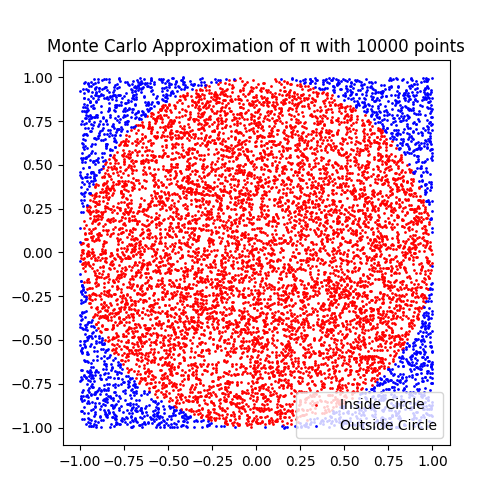 Monte Carlo Approximation of π with 10000 points
1.00
0.75
0.50
0.25
0.00
−0.25
−0.50
−0.75
−1.00
Inside Circle
Outside Circle
−1.00 −0.75 −0.50 −0.25 0.00 0.25 0.50 0.75 1.00